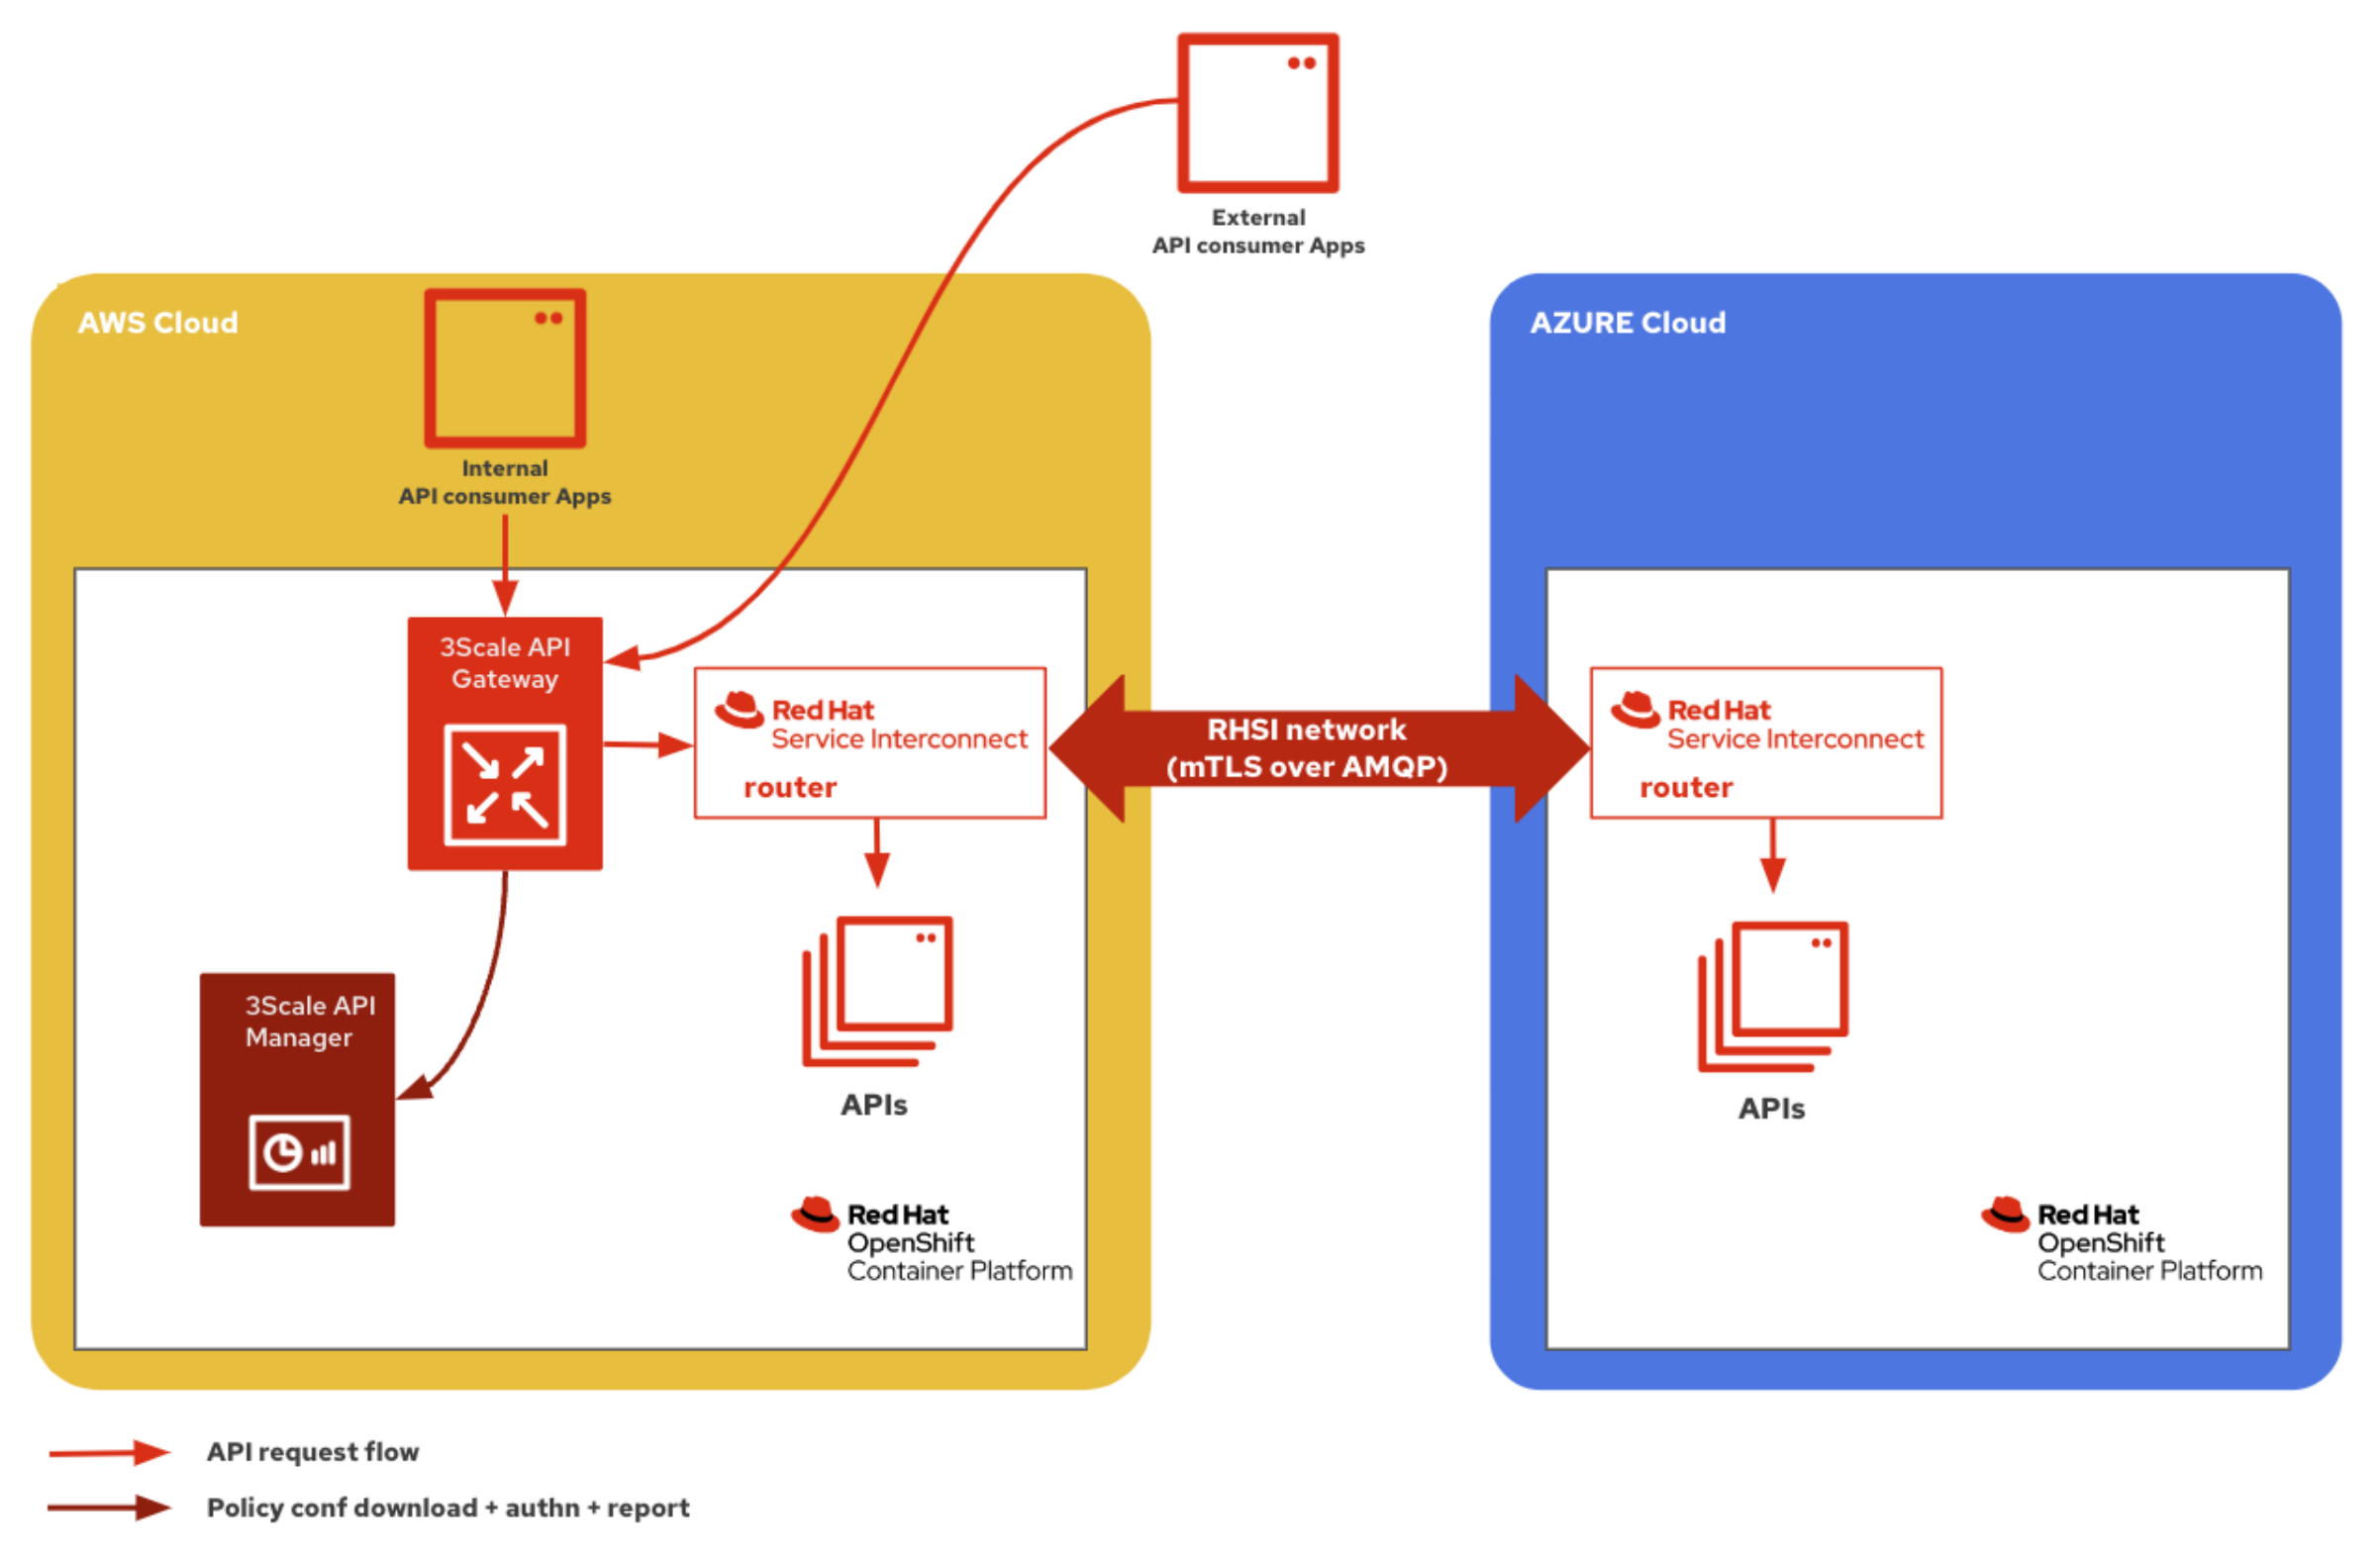 External
API consumer Apps
AWS Cloud
Internal
API consumer Apps
3Scale API
Gateway
Red Hat
Service Interconnect
router
APIs
3Scale API
Manager
Red Hat
OpenShift
Container Platform
RHSI network
(mTLS over AMQP)
AZURE Cloud
Red Hat
Service Interconnect
router
APIs
Red Hat
OpenShift
Container Platform
API request flow
Policy conf download + authn + report